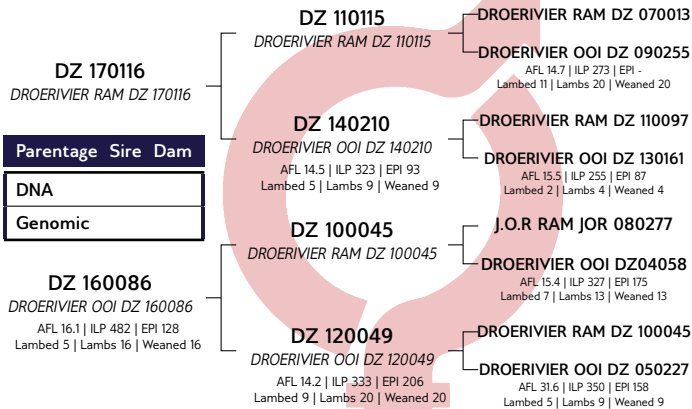 DZ 170116
DROERIVIER RAM DZ 170116
Parentage Sire Dam
DNA
Genomic
DZ 160086
DROERIVIER OOI DZ 160086
AFL 16.1 | ILP 482 | EPI 128
Lambed 5 | Lambs 16 | Weaned 16
DZ 110115
DROERIVIER RAM DZ 110115
DZ 140210
DROERIVIER OOI DZ 140210
AFL 14.5 | ILP 323 | EPI 93
Lambed 5 | Lambs 9 | Weaned 9
DZ 100045
DROERIVIER RAM DZ 100045
DZ 120049
DROERIVIER OOI DZ 120049
AFL 14.2 | ILP 333 | EPI 206
Lambed 9 | Lambs 20 | Weaned 20
DROERIVIER RAM DZ 070013
DROERIVIER OOI DZ 090255
AFL 14.7 | ILP 273 | EPI -
Lambed 11 | Lambs 20 | Weaned 20
DROERIVIER RAM DZ 110097
DROERIVIER OOI DZ 130161
AFL 15.5 | ILP 255 | EPI 87
Lambed 2 | Lambs 4 | Weaned 4
J.O.R RAM JOR 080277
DROERIVIER OOI DZ04058
AFL 15.4 | ILP 327 | EPI 175
Lambed 7 | Lambs 13 | Weaned 13
DROERIVIER RAM DZ 100045
DROERIVIER OOI DZ 050227
AFL 31.6 | ILP 350 | EPI 158
Lambed 5 | Lambs 9 | Weaned 9